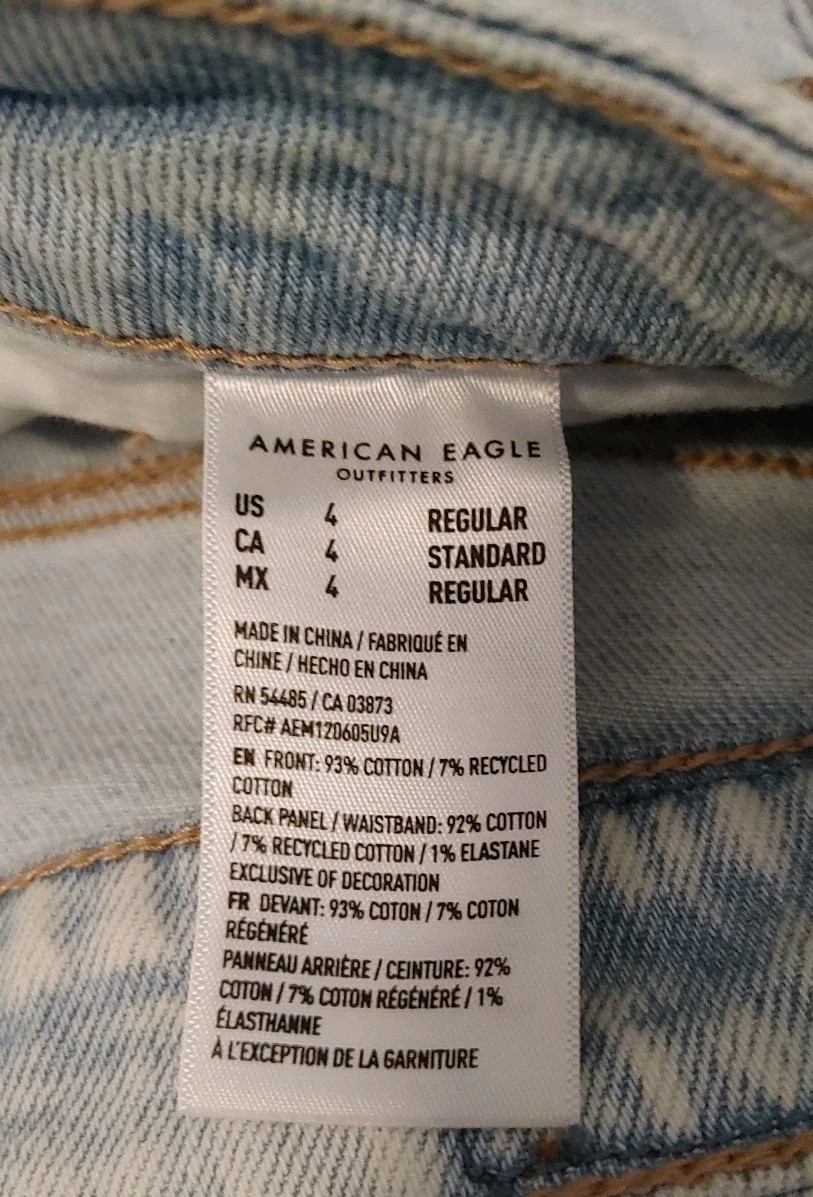 AMERICAN EAGLE
OUTFITTERS
US 4 REGULAR
CA 4 STANDARD
MX 4 REGULAR
MADE IN CHINA / FABRIQUÉ EN
CHINE / HECHO EN CHINA
RN 54485 / CA 03873
RFC# AEM120605U9A
EN FRONT: 93% COTTON / 7% RECYCLED
COTTON
BACK PANEL / WAISTBAND: 92% COTTON
/ 7% RECYCLED COTTON / 1% ELASTANE
EXCLUSIVE OF DECORATION
FR DEVANT: 93% COTON / 7% COTON
RÉGÉNÉRÉ
PANNEAU ARRIÈRE / CEINTURE: 92%
COTON / 7% COTON RÉGÉNÉRÉ / 1%
ÉLASTHANNE
À L'EXCEPTION DE LA GARNITURE